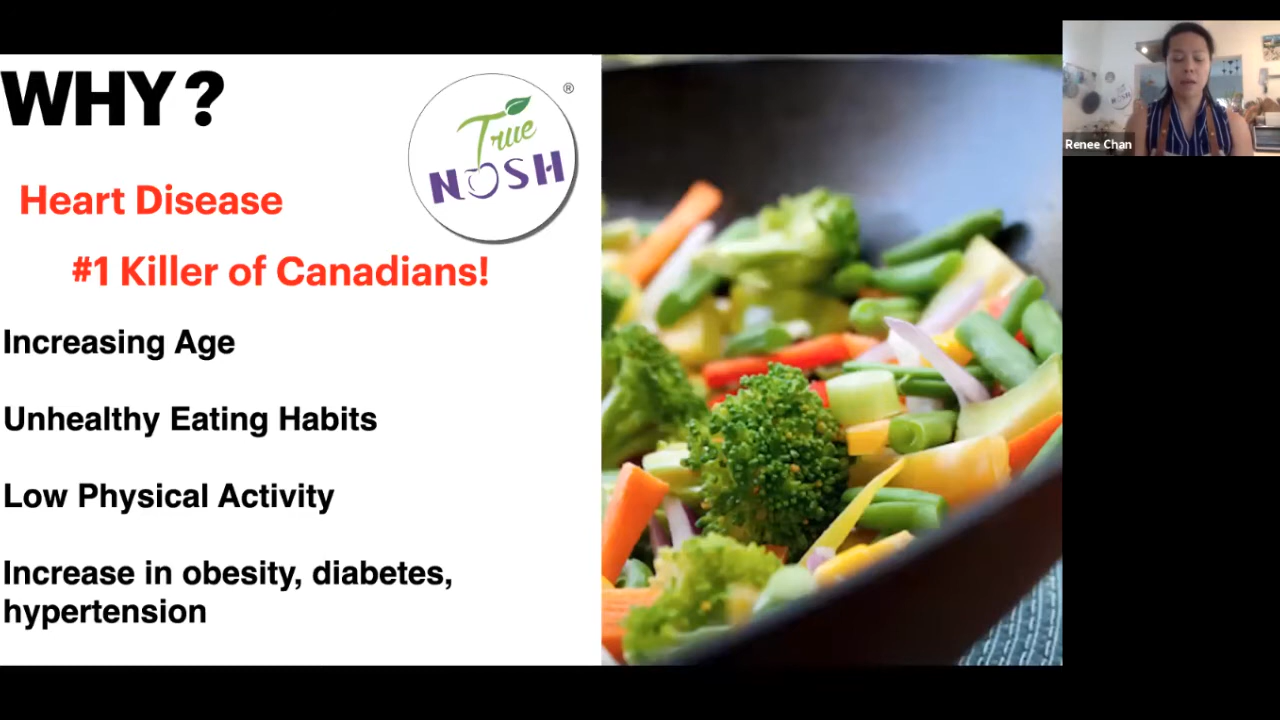 WHY?
True
NOSH
®
Heart Disease
#1 Killer of Canadians!
Increasing Age
Unhealthy Eating Habits
Low Physical Activity
Increase in obesity, diabetes,
hypertension
Renee Chan